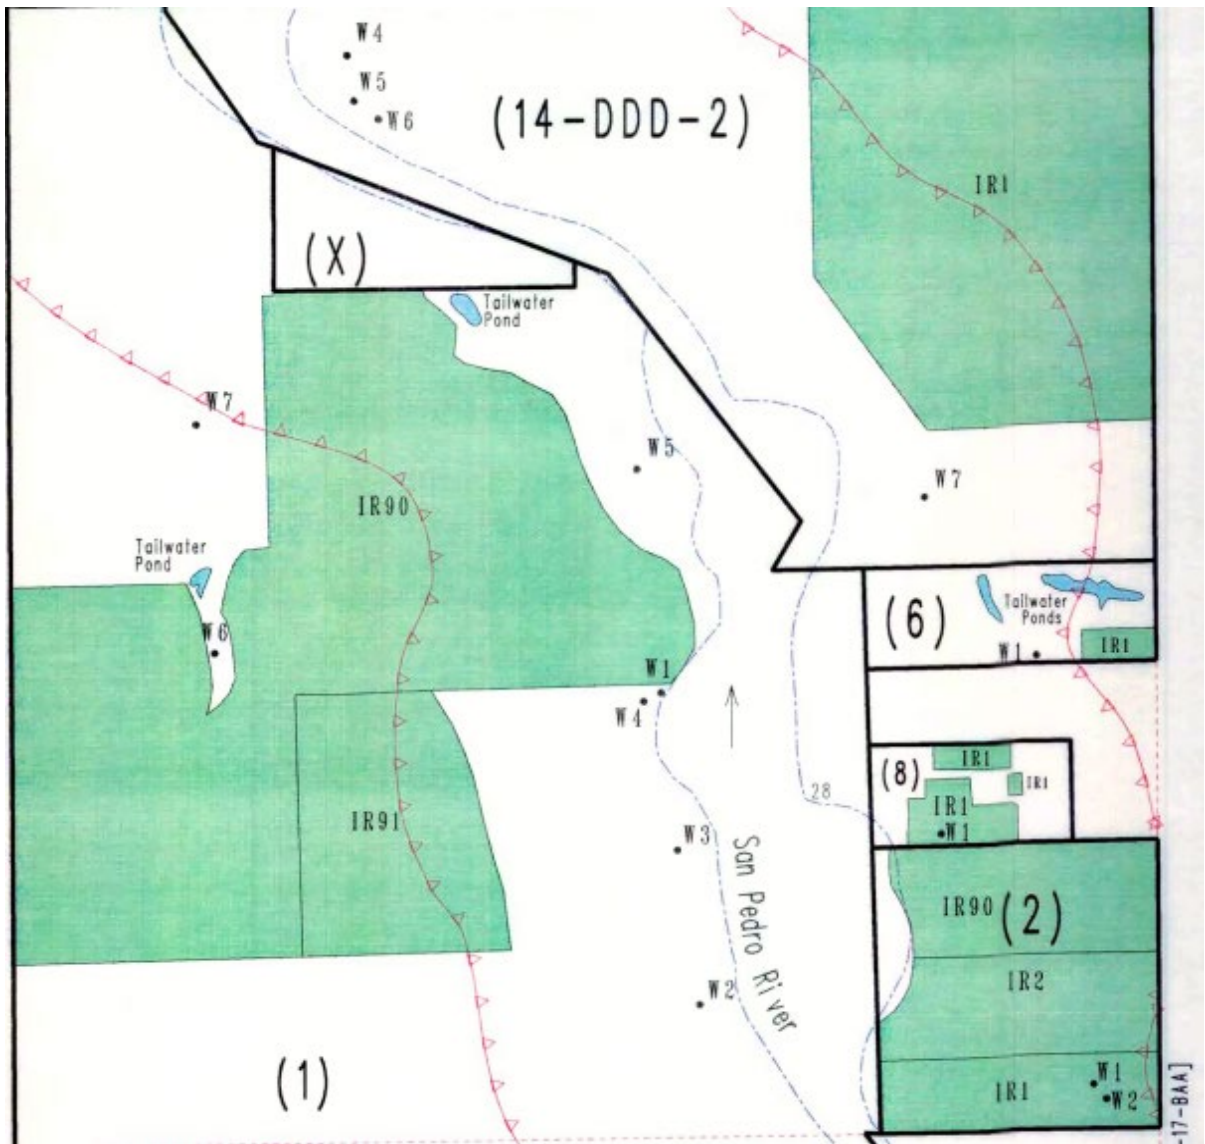 W4
W5
W6
(14-DDD-2)
IR1
(X)
Tailwater
Pond
W7
W5
IR90
W7
Tailwater
Pond
(6)
Tailwater
Ponds
W6
W1
IR1
W1
W4
(8)
IR1
IR1
28
IR1
W1
IR91
W3
San Pedro River
IR90
(2)
IR2
W2
(1)
IR1
W1
W2
17-BAA]